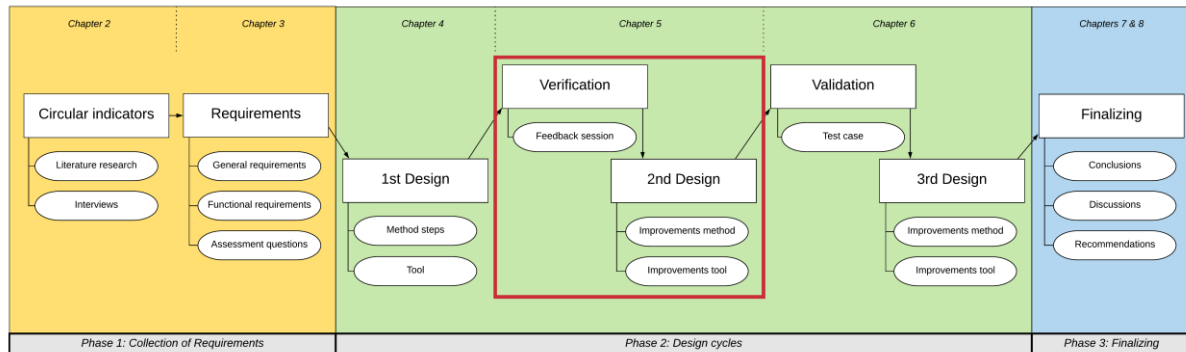 Chapter 2
Chapter 3
Chapter 4
Chapter 5
Chapter 6
Chapters 7 & 8
Circular indicators
Literature research
Interviews
Requirements
General requirements
Functional requirements
Assessment questions
1st Design
Method steps
Tool
Verification
Feedback session
2nd Design
Improvements method
Improvements tool
Validation
Test case
3rd Design
Improvements method
Improvements tool
Finalizing
Conclusions
Discussions
Recommendations
Phase 1: Collection of Requirements
Phase 2: Design cycles
Phase 3: Finalizing